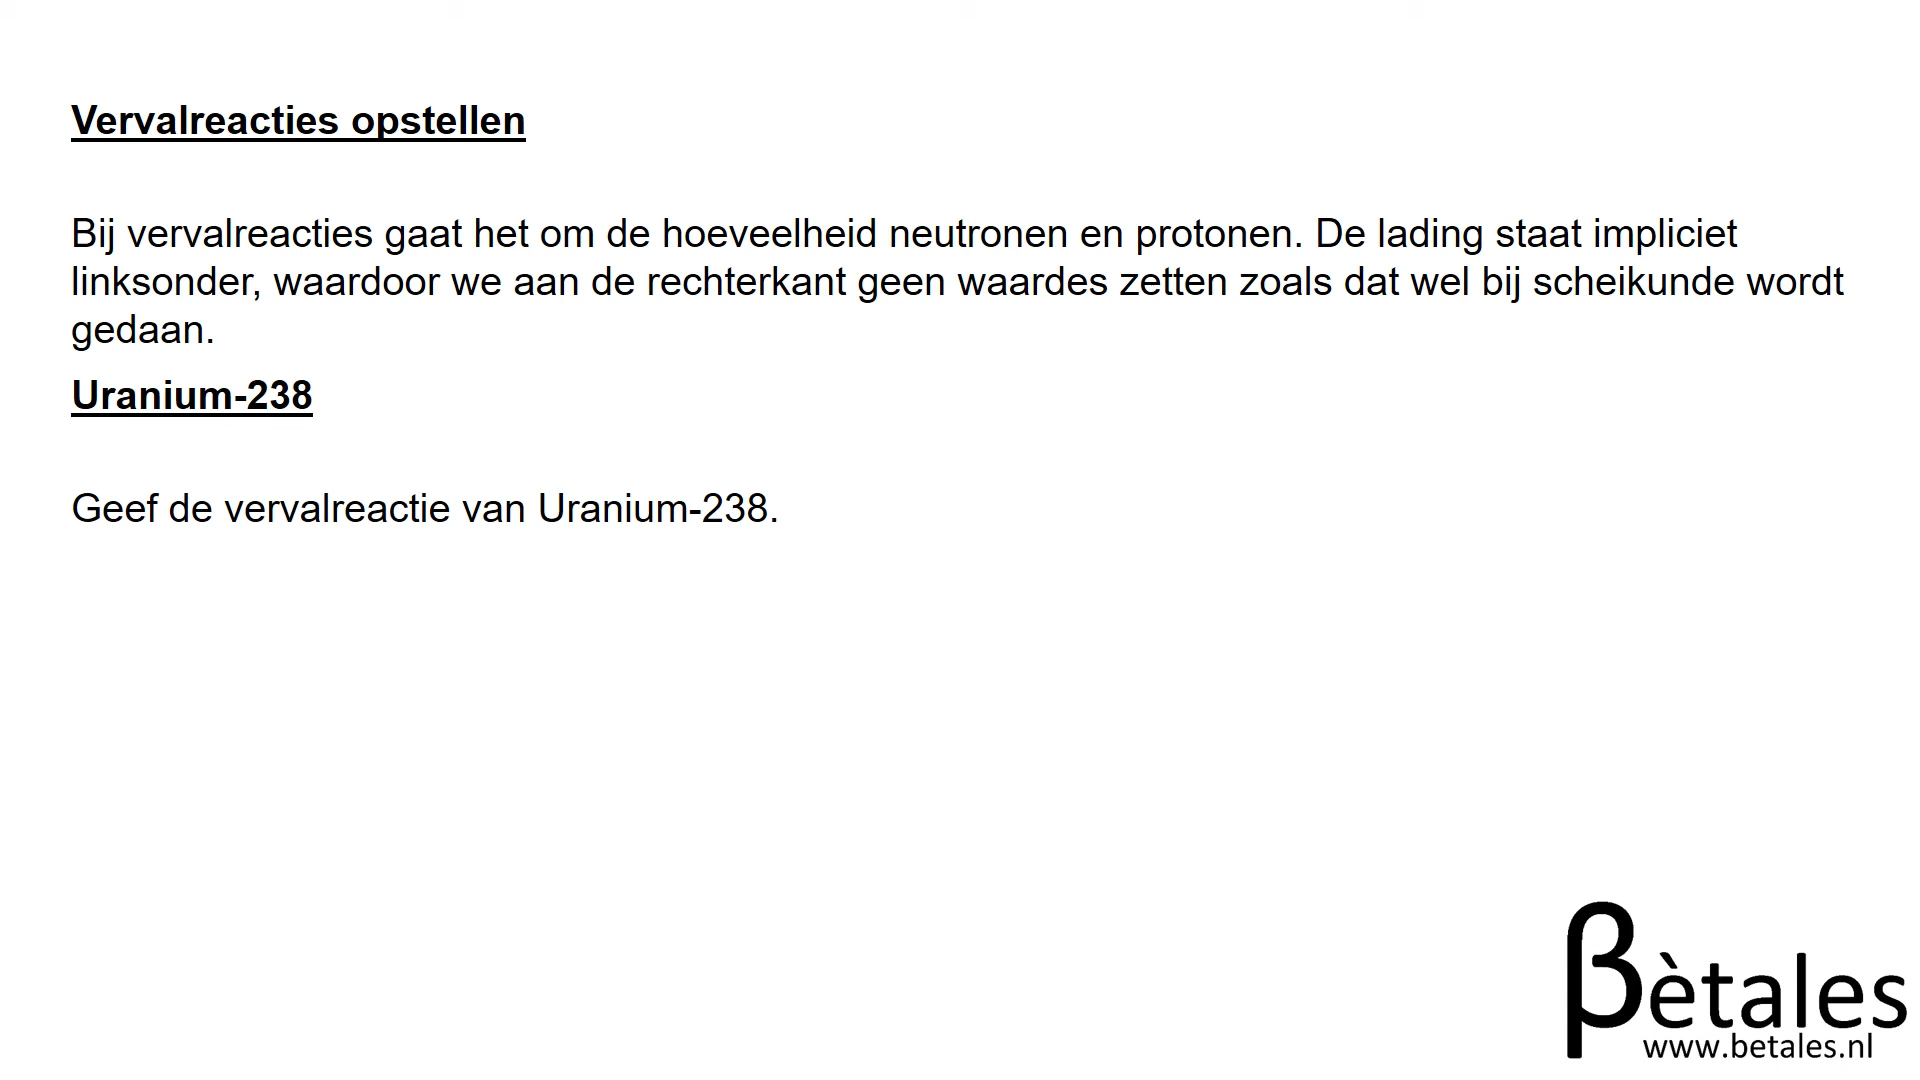 Vervalreacties opstellen
Bij vervalreacties gaat het om de hoeveelheid neutronen en protonen. De lading staat impliciet
linksonder, waardoor we aan de rechterkant geen waardes zetten zoals dat wel bij scheikunde wordt
gedaan.
Uranium-238
Geef de vervalreactie van Uranium-238.
βètales
www.betales.nl